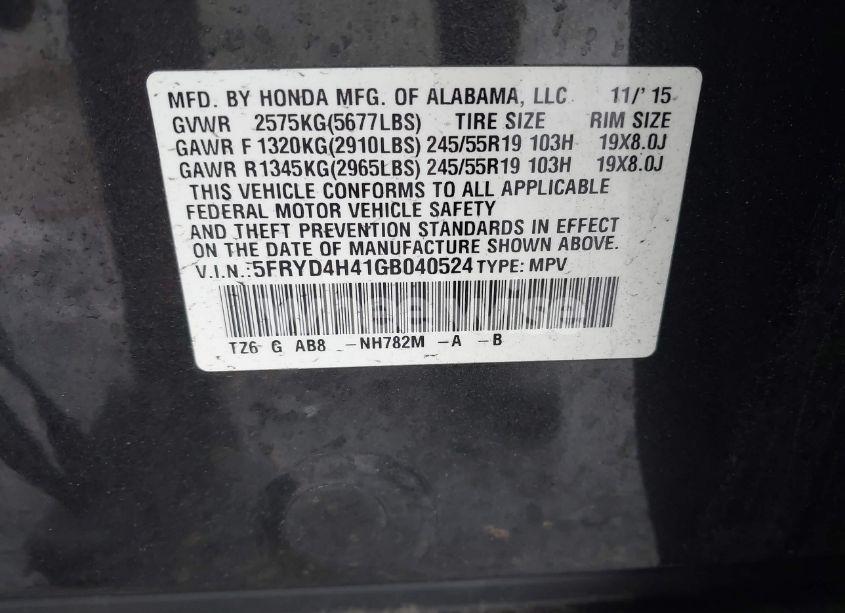 MFD. BY HONDA MFG. OF ALABAMA, LLC 11/'15
GVWR 2575KG(5677LBS) TIRE SIZE RIM SIZE
GAWR F 1320KG(2910LBS) 245/55R19 103H 19X8.0J
GAWR R1345KG(2965LBS) 245/55R19 103H 19X8.0J
THIS VEHICLE CONFORMS TO ALL APPLICABLE
FEDERAL MOTOR VEHICLE SAFETY
AND THEFT PREVENTION STANDARDS IN EFFECT
ON THE DATE OF MANUFACTURE SHOWN ABOVE.
V.I.N.:5FRYD4H41GB040524 TYPE: MPV
TZ6 G AB8 -NH782M -A -B